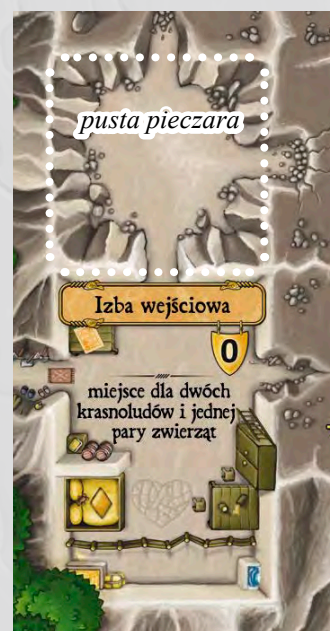 pusta pieczara
Izba wejściowa
0
miejsce dla dwóch
krasnoludów i jednej
pary zwierząt